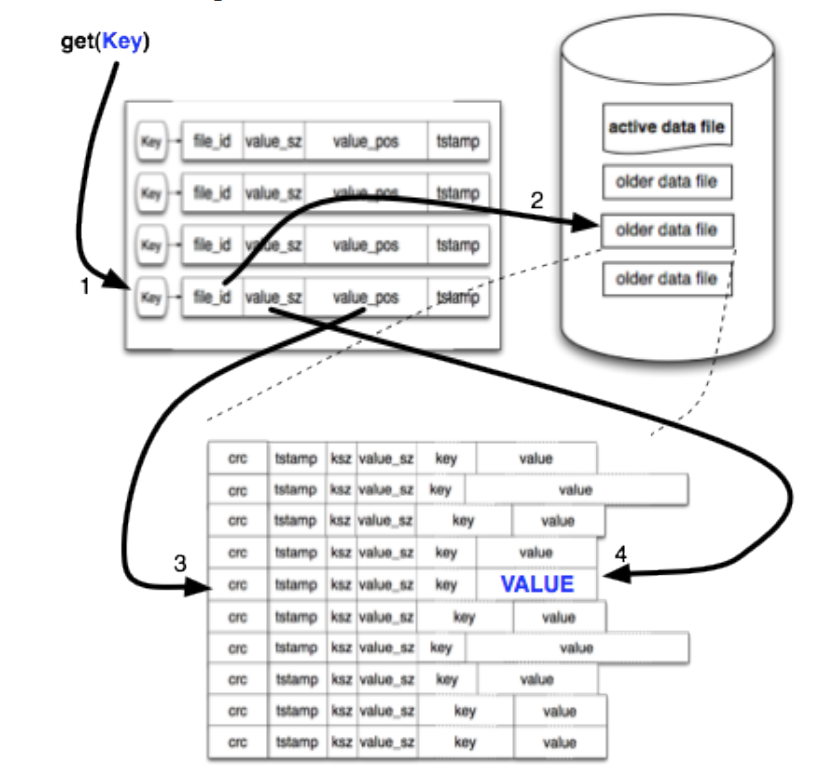 get(Key)
active data file
Key file_id value_sz value_pos tstamp
older data file
Key file_id value_sz value_pos tstamp
2
older data file
Key file_id value_sz value_pos tstamp
older data file
1
Key file_id value_sz value_pos tstamp
crc tstamp ksz value_sz key value
crc tstamp ksz value_sz key value
crc tstamp ksz value_sz key value
crc tstamp ksz value_sz key value
3
4
crc tstamp ksz value_sz key VALUE
crc tstamp ksz value_sz key value
crc tstamp ksz value_sz key value
crc tstamp ksz value_sz key value
crc tstamp ksz value_sz key value
crc tstamp ksz value_sz key value